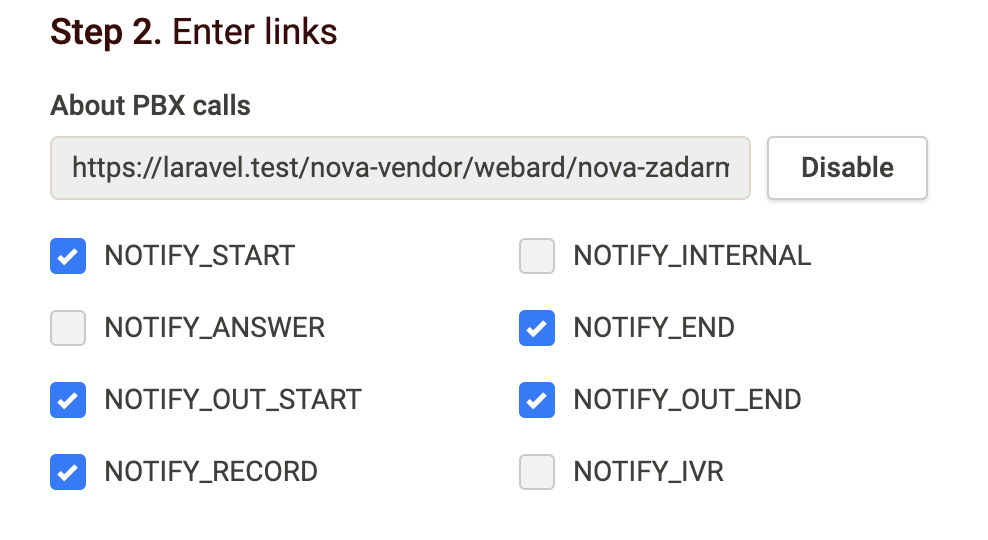 Step 2. Enter links
About PBX calls
https://laravel.test/nova-vendor/webard/nova-zadarm Disable
NOTIFY_START NOTIFY_INTERNAL
NOTIFY_ANSWER NOTIFY_END
NOTIFY_OUT_START NOTIFY_OUT_END
NOTIFY_RECORD NOTIFY_IVR